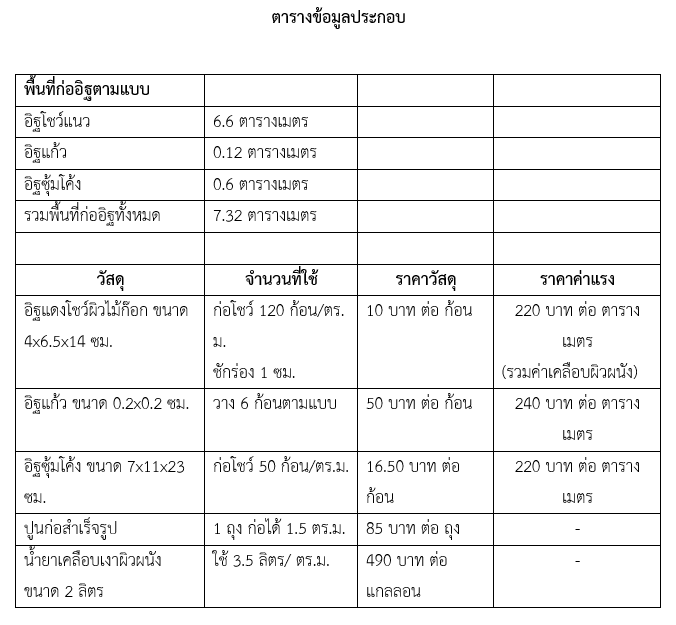 ตารางข้อมูลประกอบ
พื้นที่ก่ออิฐตามแบบ
อิฐโชว์แนว 6.6 ตารางเมตร
อิฐแก้ว 0.12 ตารางเมตร
อิฐซุ้มโค้ง 0.6 ตารางเมตร
รวมพื้นที่ก่ออิฐทั้งหมด 7.32 ตารางเมตร
วัสดุ จำนวนที่ใช้ ราคาวัสดุ ราคาค่าแรง
อิฐแดงโชว์ผิวไม้ก๊อก ขนาด ก่อโชว์ 120 ก้อน/ตร. 10 บาท ต่อ ก้อน 220 บาท ต่อ ตาราง
4x6.5x14 ซม. ม. เมตร
ชักร่อง 1 ซม. (รวมค่าเคลือบผิวผนัง)
อิฐแก้ว ขนาด 0.2x0.2 ซม. วาง 6 ก้อนตามแบบ 50 บาท ต่อ ก้อน 240 บาท ต่อ ตาราง
เมตร
อิฐซุ้มโค้ง ขนาด 7x11x23 ก่อโชว์ 50 ก้อน/ตร.ม. 16.50 บาท ต่อ 220 บาท ต่อ ตาราง
ซม. ก้อน เมตร
ปูนก่อสำเร็จรูป 1 ถุง ก่อได้ 1.5 ตร.ม. 85 บาท ต่อ ถุง -
น้ำยาเคลือบเงาผิวผนัง ใช้ 3.5 ลิตร/ ตร.ม. 490 บาท ต่อ -
ขนาด 2 ลิตร แกลลอน